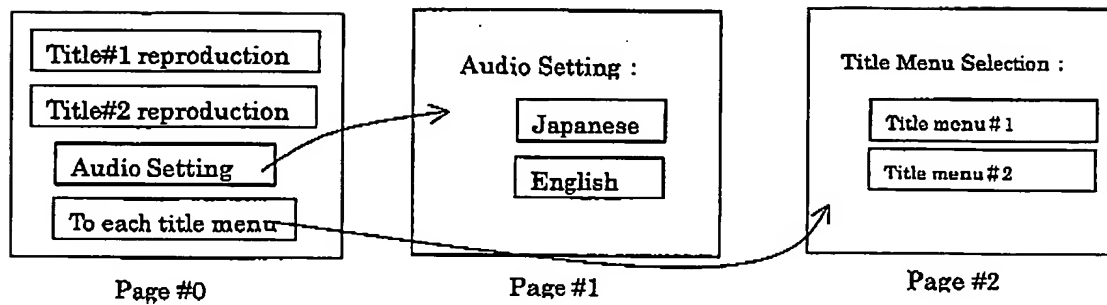 Title#1 reproduction
Title#2 reproduction
Audio Setting
To each title menu
Page #0
Audio Setting :
Japanese
English
Page #1
Title Menu Selection :
Title menu #1
Title menu #2
Page #2